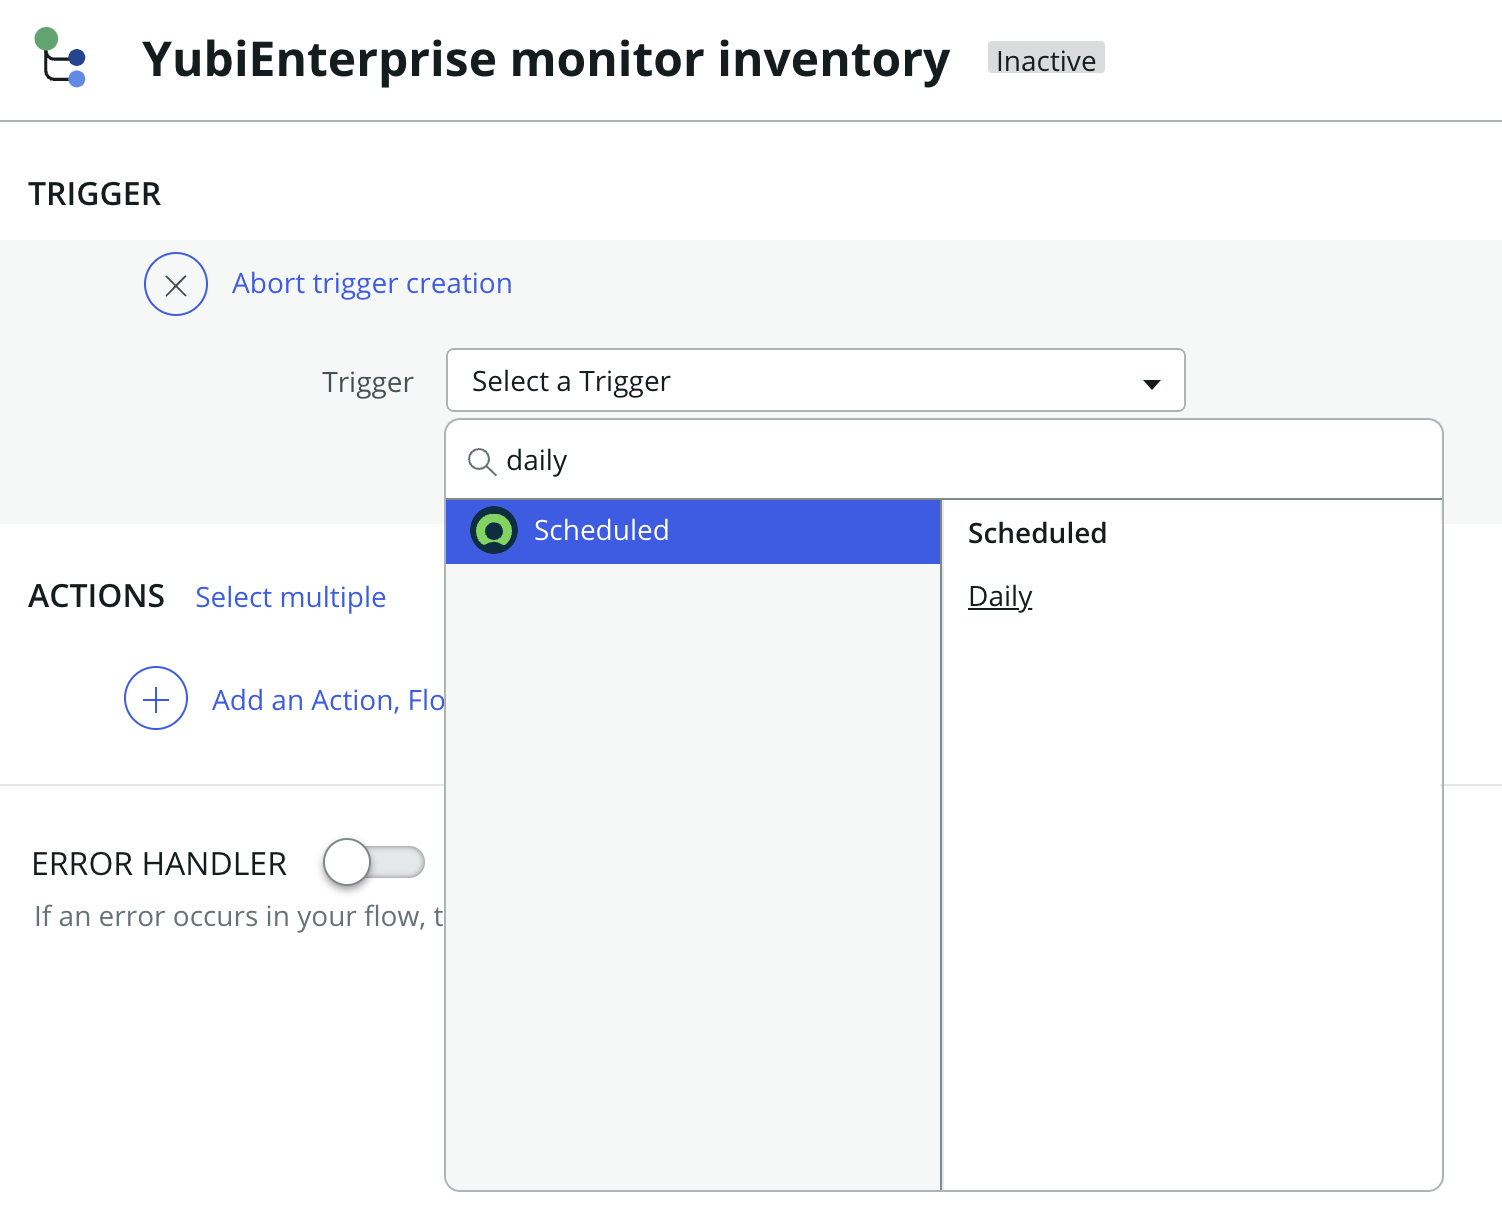 YubiEnterprise monitor inventory Inactive
TRIGGER
Abort trigger creation
Trigger Select a Trigger
daily
Scheduled
Scheduled
Daily
ACTIONS Select multiple
Add an Action, Flo
ERROR HANDLER
If an error occurs in your flow, t